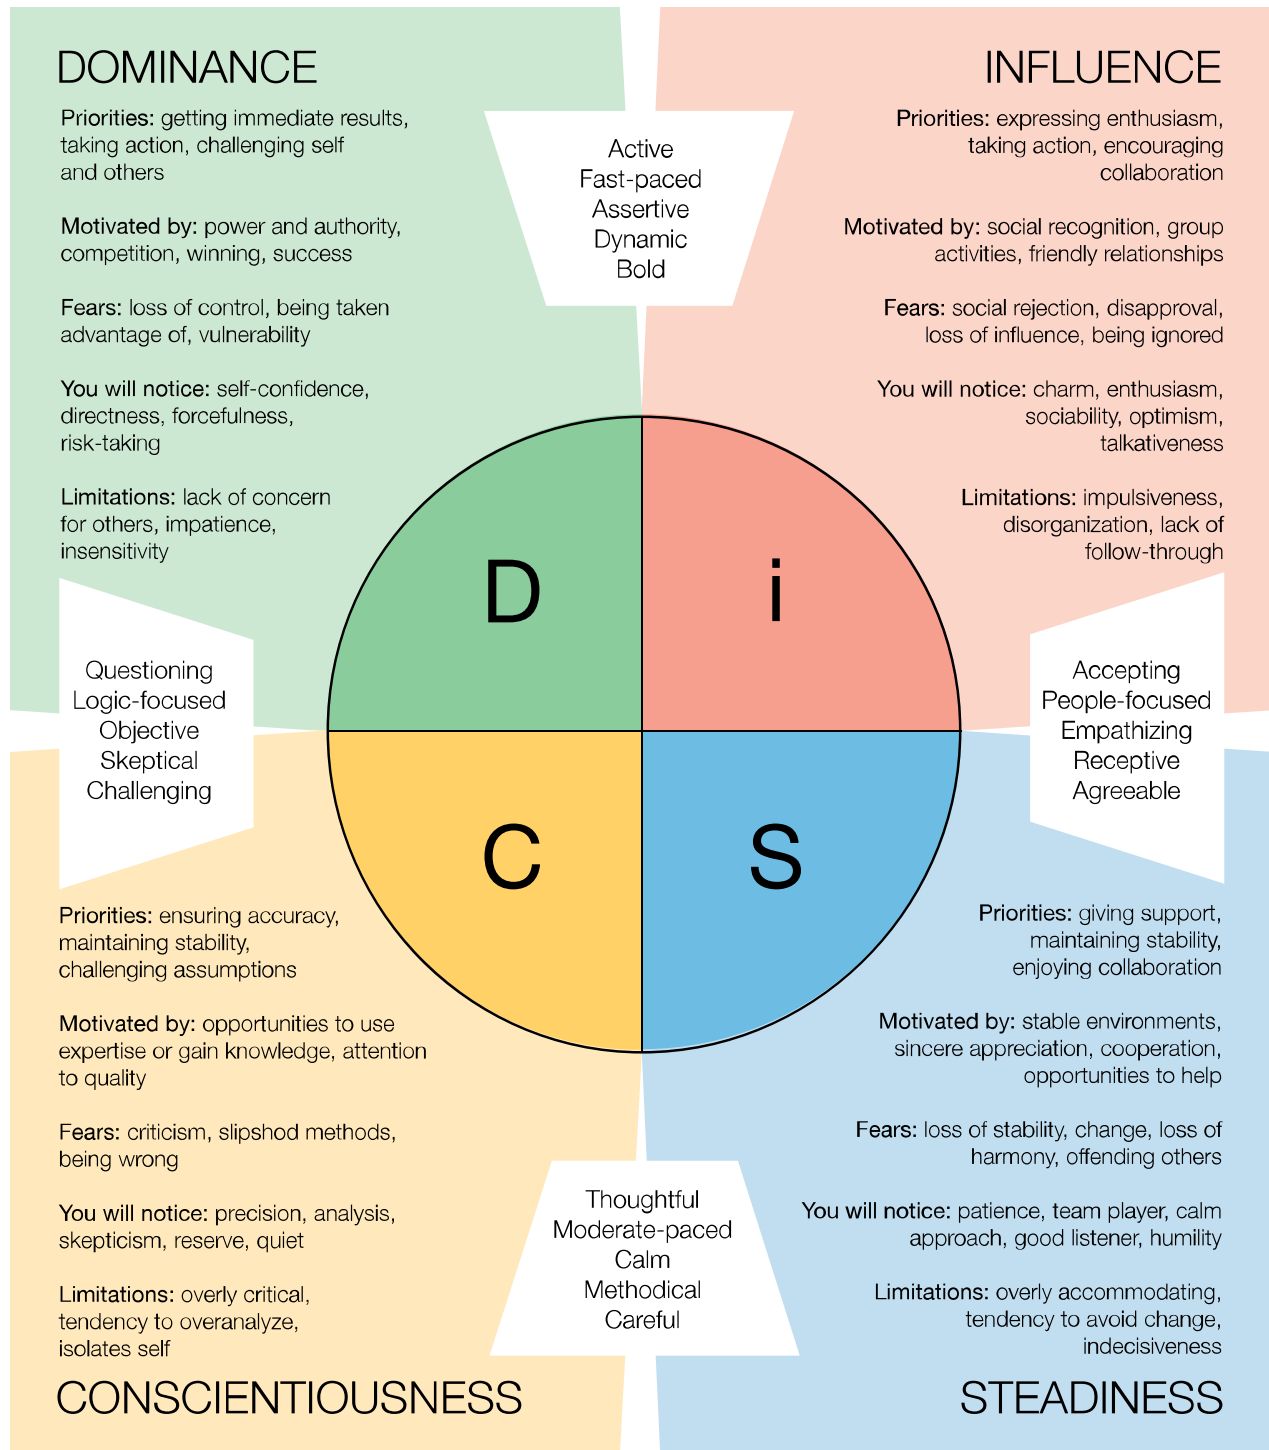 DOMINANCE
Priorities: getting immediate results,
taking action, challenging self
and others
Motivated by: power and authority,
competition, winning, success
Fears: loss of control, being taken
advantage of, vulnerability
You will notice: self-confidence,
directness, forcefulness,
risk-taking
Limitations: lack of concern
for others, impatience,
insensitivity
Active
Fast-paced
Assertive
Dynamic
Bold
INFLUENCE
Priorities: expressing enthusiasm,
taking action, encouraging
collaboration
Motivated by: social recognition, group
activities, friendly relationships
Fears: social rejection, disapproval,
loss of influence, being ignored
You will notice: charm, enthusiasm,
sociability, optimism,
talkativeness
Limitations: impulsiveness,
disorganization, lack of
follow-through
D
i
Questioning
Logic-focused
Objective
Skeptical
Challenging
Accepting
People-focused
Empathizing
Receptive
Agreeable
C
S
Priorities: ensuring accuracy,
maintaining stability,
challenging assumptions
Motivated by: opportunities to use
expertise or gain knowledge, attention
to quality
Fears: criticism, slipshod methods,
being wrong
You will notice: precision, analysis,
skepticism, reserve, quiet
Limitations: overly critical,
tendency to overanalyze,
isolates self
CONSCIENTIOUSNESS
Thoughtful
Moderate-paced
Calm
Methodical
Careful
Priorities: giving support,
maintaining stability,
enjoying collaboration
Motivated by: stable environments,
sincere appreciation, cooperation,
opportunities to help
Fears: loss of stability, change, loss of
harmony, offending others
You will notice: patience, team player, calm
approach, good listener, humility
Limitations: overly accommodating,
tendency to avoid change,
indecisiveness
STEADINESS